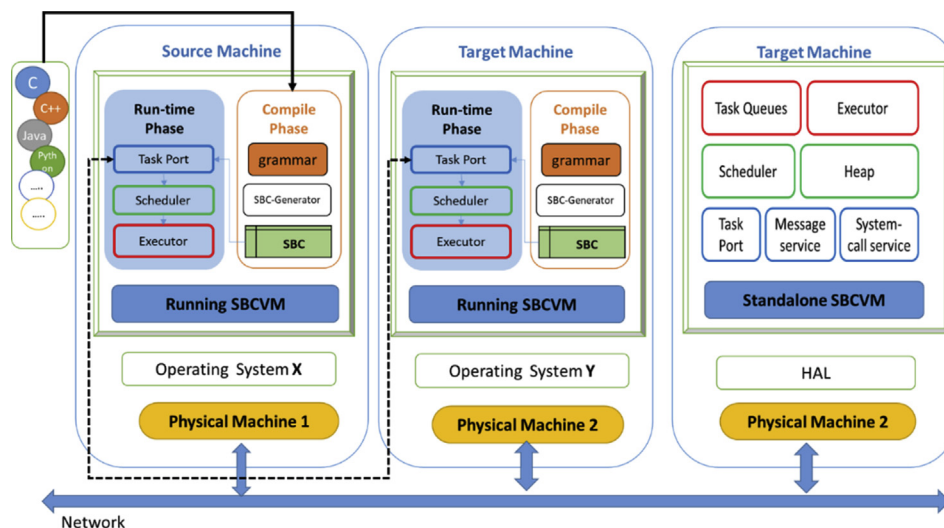 C
C++
Java
Pyth
on
.....
.....
Source Machine
Run-time
Phase
Task Port
Scheduler
Executor
Compile
Phase
grammar
SBC-Generator
SBC
Running SBCVM
Operating System X
Physical Machine 1
Target Machine
Run-time
Phase
Task Port
Scheduler
Executor
Compile
Phase
grammar
SBC-Generator
SBC
Running SBCVM
Operating System Y
Physical Machine 2
Target Machine
Task Queues
Executor
Scheduler
Heap
Task
Port
Message
service
System-
call service
Standalone SBCVM
HAL
Physical Machine 2
Network